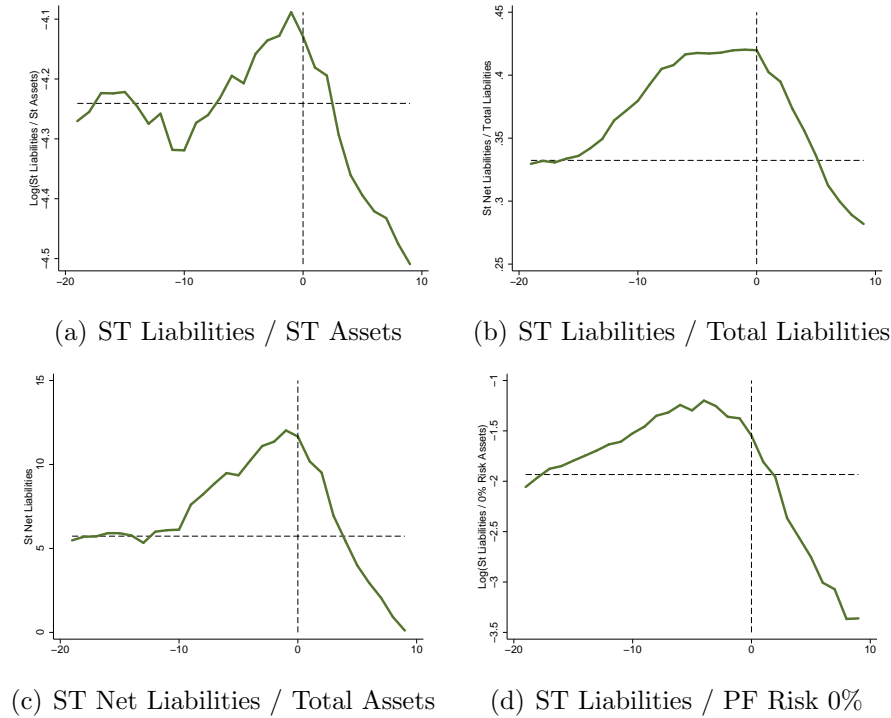 Log(St Liabilities / St Assets)
-4.1
-4.2
-4.3
-4.4
-4.5
−20 −10 0 10
(a) ST Liabilities / ST Assets
St Net Liabilities / Total Liabilities
.45
.4
.35
.3
.25
−20 −10 0 10
(b) ST Liabilities / Total Liabilities
St Net Liabilities
15
10
5
0
−20 −10 0 10
(c) ST Net Liabilities / Total Assets
Log(St Liabilities / 0% Risk Assets)
-1
-1.5
-2
-2.5
-3
-3.5
−20 −10 0 10
(d) ST Liabilities / PF Risk 0%